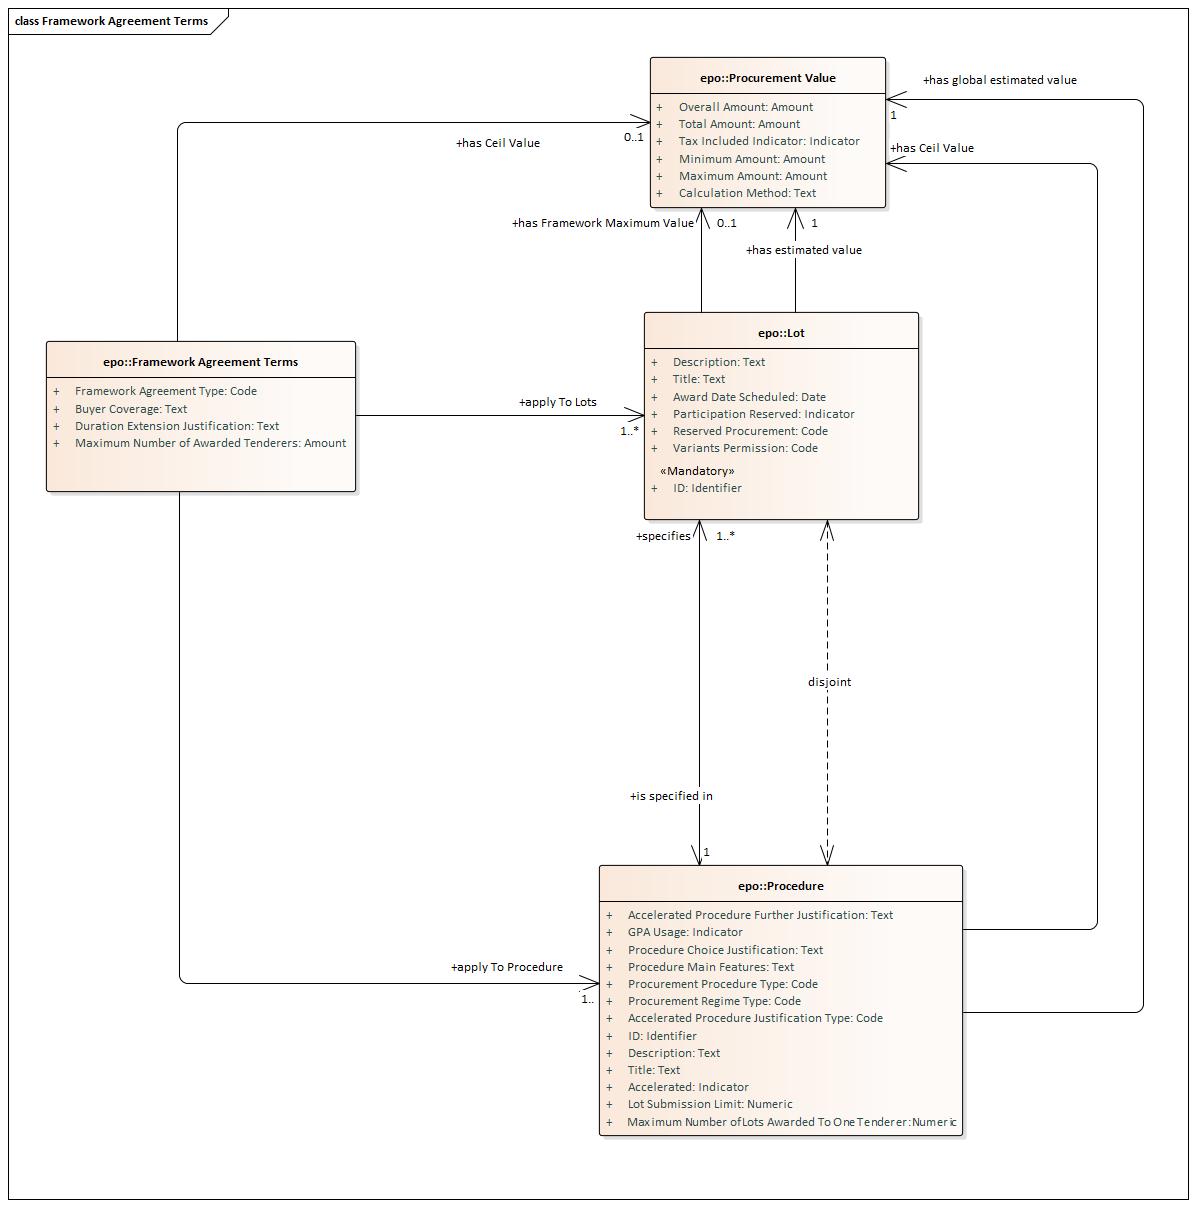 class Framework Agreement Terms
epo::Procurement Value
+ Overall Amount: Amount
+ Total Amount: Amount
+ Tax Included Indicator: Indicator
+ Minimum Amount: Amount
+ Maximum Amount: Amount
+ Calculation Method: Text
+has global estimated value
1
+has Ceil Value
+has Ceil Value
0..1
+has Framework Maximum Value
0..1
1
+has estimated value
epo::Lot
+ Description: Text
+ Title: Text
+ Award Date Scheduled: Date
+ Participation Reserved: Indicator
+ Reserved Procurement: Code
+ Variants Permission: Code
«Mandatory»
+ ID: Identifier
epo::Framework Agreement Terms
+ Framework Agreement Type: Code
+ Buyer Coverage: Text
+ Duration Extension Justification: Text
+ Maximum Number of Awarded Tenderers: Amount
+apply To Lots
1..*
+specifies
1..*
disjoint
+is specified in
1
+apply To Procedure
1..
epo::Procedure
+ Accelerated Procedure Further Justification: Text
+ GPA Usage: Indicator
+ Procedure Choice Justification: Text
+ Procedure Main Features: Text
+ Procurement Procedure Type: Code
+ Procurement Regime Type: Code
+ Accelerated Procedure Justification Type: Code
+ ID: Identifier
+ Description: Text
+ Title: Text
+ Accelerated: Indicator
+ Lot Submission Limit: Numeric
+ Maximum Number of Lots Awarded To One Tenderer: Numeric